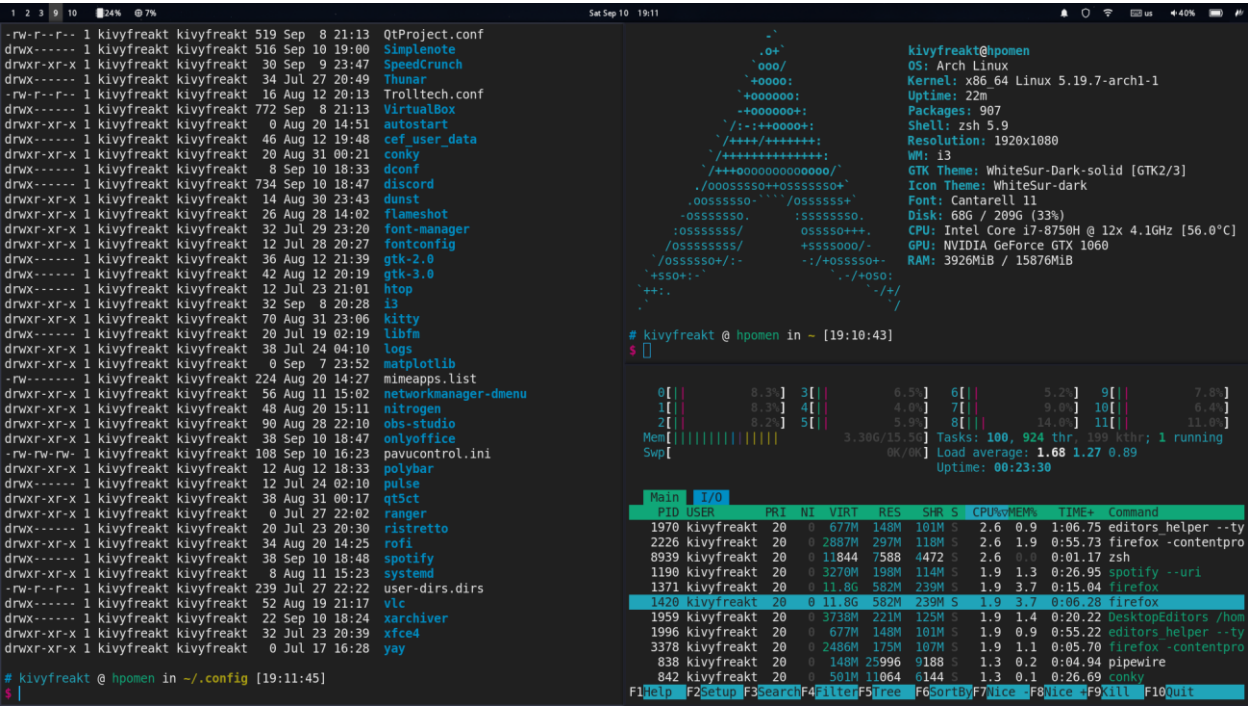 1 2 3 9 10 24% 7% Sat Sep 10 19:11 us 40%
-rw-r--r-- 1 kivyfreakt kivyfreakt 519 Sep  8 21:13 QtProject.conf
drwx------ 1 kivyfreakt kivyfreakt 516 Sep 10 19:00 Simplenote
drwxr-xr-x 1 kivyfreakt kivyfreakt  30 Sep  9 23:47 SpeedCrunch
drwx------ 1 kivyfreakt kivyfreakt  34 Jul 27 20:49 Thunar
-rw-r--r-- 1 kivyfreakt kivyfreakt  16 Aug 12 20:13 Trolltech.conf
drwx------ 1 kivyfreakt kivyfreakt 772 Sep  8 21:13 VirtualBox
drwxr-xr-x 1 kivyfreakt kivyfreakt   0 Aug 20 14:51 autostart
drwx------ 1 kivyfreakt kivyfreakt  46 Aug 12 19:48 cef_user_data
drwxr-xr-x 1 kivyfreakt kivyfreakt  20 Aug 31 00:21 conky
drwx------ 1 kivyfreakt kivyfreakt   8 Sep 10 18:33 dconf
drwx------ 1 kivyfreakt kivyfreakt 734 Sep 10 18:47 discord
drwxr-xr-x 1 kivyfreakt kivyfreakt  14 Aug 30 23:43 dunst
drwxr-xr-x 1 kivyfreakt kivyfreakt  26 Aug 28 14:02 flameshot
drwxr-xr-x 1 kivyfreakt kivyfreakt  32 Jul 29 23:20 font-manager
drwxr-xr-x 1 kivyfreakt kivyfreakt  12 Jul 28 20:27 fontconfig
drwxr-xr-x 1 kivyfreakt kivyfreakt  36 Aug 12 21:39 gtk-2.0
drwx------ 1 kivyfreakt kivyfreakt  42 Aug 12 20:19 gtk-3.0
drwx------ 1 kivyfreakt kivyfreakt  12 Jul 23 21:01 htop
drwxr-xr-x 1 kivyfreakt kivyfreakt  32 Sep  8 20:28 i3
drwxr-xr-x 1 kivyfreakt kivyfreakt  70 Aug 31 23:06 kitty
drwx------ 1 kivyfreakt kivyfreakt  20 Jul 19 02:19 libfm
drwxr-xr-x 1 kivyfreakt kivyfreakt  38 Jul 24 04:10 logs
drwxr-xr-x 1 kivyfreakt kivyfreakt   0 Sep  7 23:52 matplotlib
-rw------- 1 kivyfreakt kivyfreakt 224 Aug 20 14:27 mimeapps.list
drwxr-xr-x 1 kivyfreakt kivyfreakt  56 Aug 11 15:02 networkmanager-dmenu
drwxr-xr-x 1 kivyfreakt kivyfreakt  48 Aug 20 15:11 nitrogen
drwxr-xr-x 1 kivyfreakt kivyfreakt  90 Aug 28 22:10 obs-studio
drwxr-xr-x 1 kivyfreakt kivyfreakt  38 Sep 10 18:47 onlyoffice
-rw-rw-rw- 1 kivyfreakt kivyfreakt 108 Sep 10 16:23 pavucontrol.ini
drwxr-xr-x 1 kivyfreakt kivyfreakt  12 Aug 12 18:33 polybar
drwx------ 1 kivyfreakt kivyfreakt  12 Jul 24 02:10 pulse
drwxr-xr-x 1 kivyfreakt kivyfreakt  38 Aug 31 00:17 qt5ct
drwxr-xr-x 1 kivyfreakt kivyfreakt   0 Jul 27 22:02 ranger
drwxr-xr-x 1 kivyfreakt kivyfreakt  20 Jul 23 20:30 ristretto
drwxr-xr-x 1 kivyfreakt kivyfreakt  34 Aug 20 14:25 rofi
drwxr-xr-x 1 kivyfreakt kivyfreakt  38 Sep 10 18:48 spotify
drwxr-xr-x 1 kivyfreakt kivyfreakt   8 Aug 11 15:23 systemd
-rw-r--r-- 1 kivyfreakt kivyfreakt 239 Jul 27 22:22 user-dirs.dirs
drwx------ 1 kivyfreakt kivyfreakt  52 Aug 19 21:17 vlc
drwx------ 1 kivyfreakt kivyfreakt  22 Sep 10 18:24 xarchiver
drwxr-xr-x 1 kivyfreakt kivyfreakt  32 Jul 23 20:39 xfce4
drwxr-xr-x 1 kivyfreakt kivyfreakt   0 Jul 17 16:28 yay
# kivyfreakt @ hpomen in ~/.config [19:11:45]
$
kivyfreakt@hpomen
OS: Arch Linux
Kernel: x86_64 Linux 5.19.7-arch1-1
Uptime: 22m
Packages: 907
Shell: zsh 5.9
Resolution: 1920x1080
WM: i3
GTK Theme: WhiteSur-Dark-solid [GTK2/3]
Icon Theme: WhiteSur-dark
Font: Cantarell 11
Disk: 68G / 209G (33%)
CPU: Intel Core i7-8750H @ 12x 4.1GHz [56.0°C]
GPU: NVIDIA GeForce GTX 1060
RAM: 3926MiB / 15876MiB
# kivyfreakt @ hpomen in ~ [19:10:43]
$
0[|| 8.3%] 3[|| 6.5%] 6[|| 5.2%] 9[|| 7.8%]
1[|| 8.3%] 4[|| 4.0%] 7[|| 9.0%] 10[|| 6.4%]
2[|| 8.2%] 5[|| 5.9%] 8[||| 14.0%] 11[|| 11.0%]
Mem[||||||||||||||| 3.30G/15.5G] Tasks: 100, 924 thr, 199 kthr; 1 running
Swp[ 0K/0K] Load average: 1.68 1.27 0.89
Uptime: 00:23:30
Main I/O
PID USER PRI NI VIRT RES SHR S CPU%▽MEM% TIME+ Command
1970 kivyfreakt 20 0 677M 148M 101M S 2.6 0.9 1:06.75 editors_helper --ty
2226 kivyfreakt 20 0 2887M 297M 118M S 2.6 1.9 0:55.73 firefox -contentpro
8939 kivyfreakt 20 0 11844 7588 4472 S 2.6 0.0 0:01.17 zsh
1190 kivyfreakt 20 0 3270M 198M 114M S 1.9 1.3 0:26.95 spotify --uri
1371 kivyfreakt 20 0 11.8G 582M 239M S 1.9 3.7 0:15.04 firefox
1420 kivyfreakt 20 0 11.8G 582M 239M S 1.9 3.7 0:06.28 firefox
1959 kivyfreakt 20 0 3738M 221M 125M S 1.9 1.4 0:20.22 DesktopEditors /hom
1996 kivyfreakt 20 0 677M 148M 101M S 1.9 0.9 0:55.22 editors_helper --ty
3378 kivyfreakt 20 0 2486M 175M 107M S 1.9 1.1 0:05.70 firefox -contentpro
838 kivyfreakt 20 0 148M 25996 9188 S 1.3 0.2 0:04.94 pipewire
842 kivyfreakt 20 0 501M 11064 6144 S 1.3 0.1 0:26.69 conky
F1Help F2Setup F3SearchF4FilterF5Tree F6SortByF7Nice -F8Nice +F9Kill F10Quit